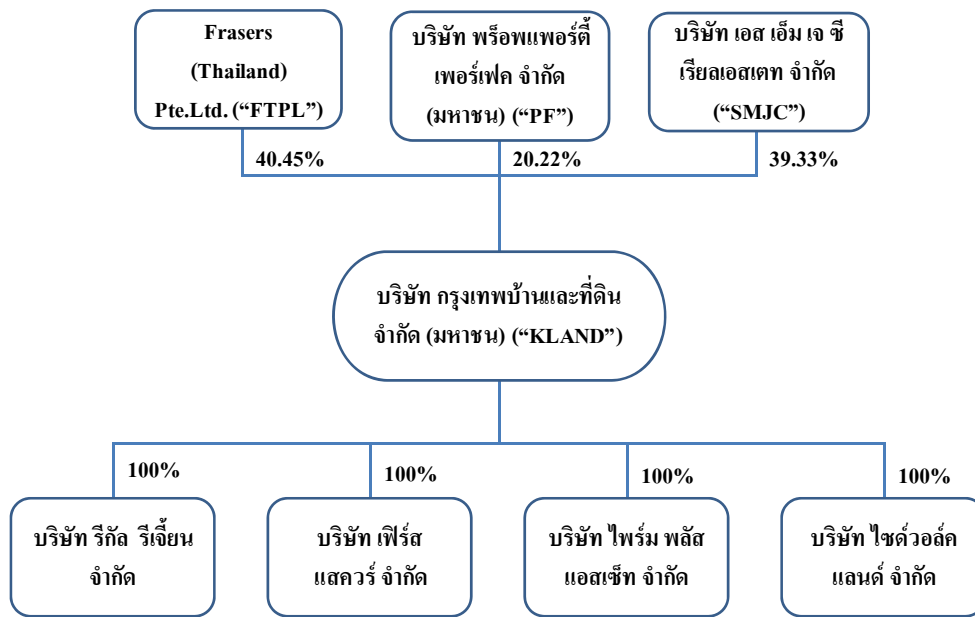 Frasers
(Thailand)
Pte.Ltd. (“FTPL”)
บริษัท พร็อพแพอร์ตี้
เพอร์เฟค จำกัด
(มหาชน) (“PF”)
บริษัท เอส เอ็ม เจ ซี
เรียลเอสเตท จำกัด
(“SMJC”)
40.45%
20.22%
39.33%
บริษัท กรุงเทพบ้านและที่ดิน
จำกัด (มหาชน) (“KLAND”)
100%
100%
100%
100%
บริษัท รีกัล รีเจี้ยน
จำกัด
บริษัท เฟิร์ส
แสควร์ จำกัด
บริษัท ไพร์ม พลัส
แอสเซ็ท จำกัด
บริษัท ไซด์วอล์ค
แลนด์ จำกัด